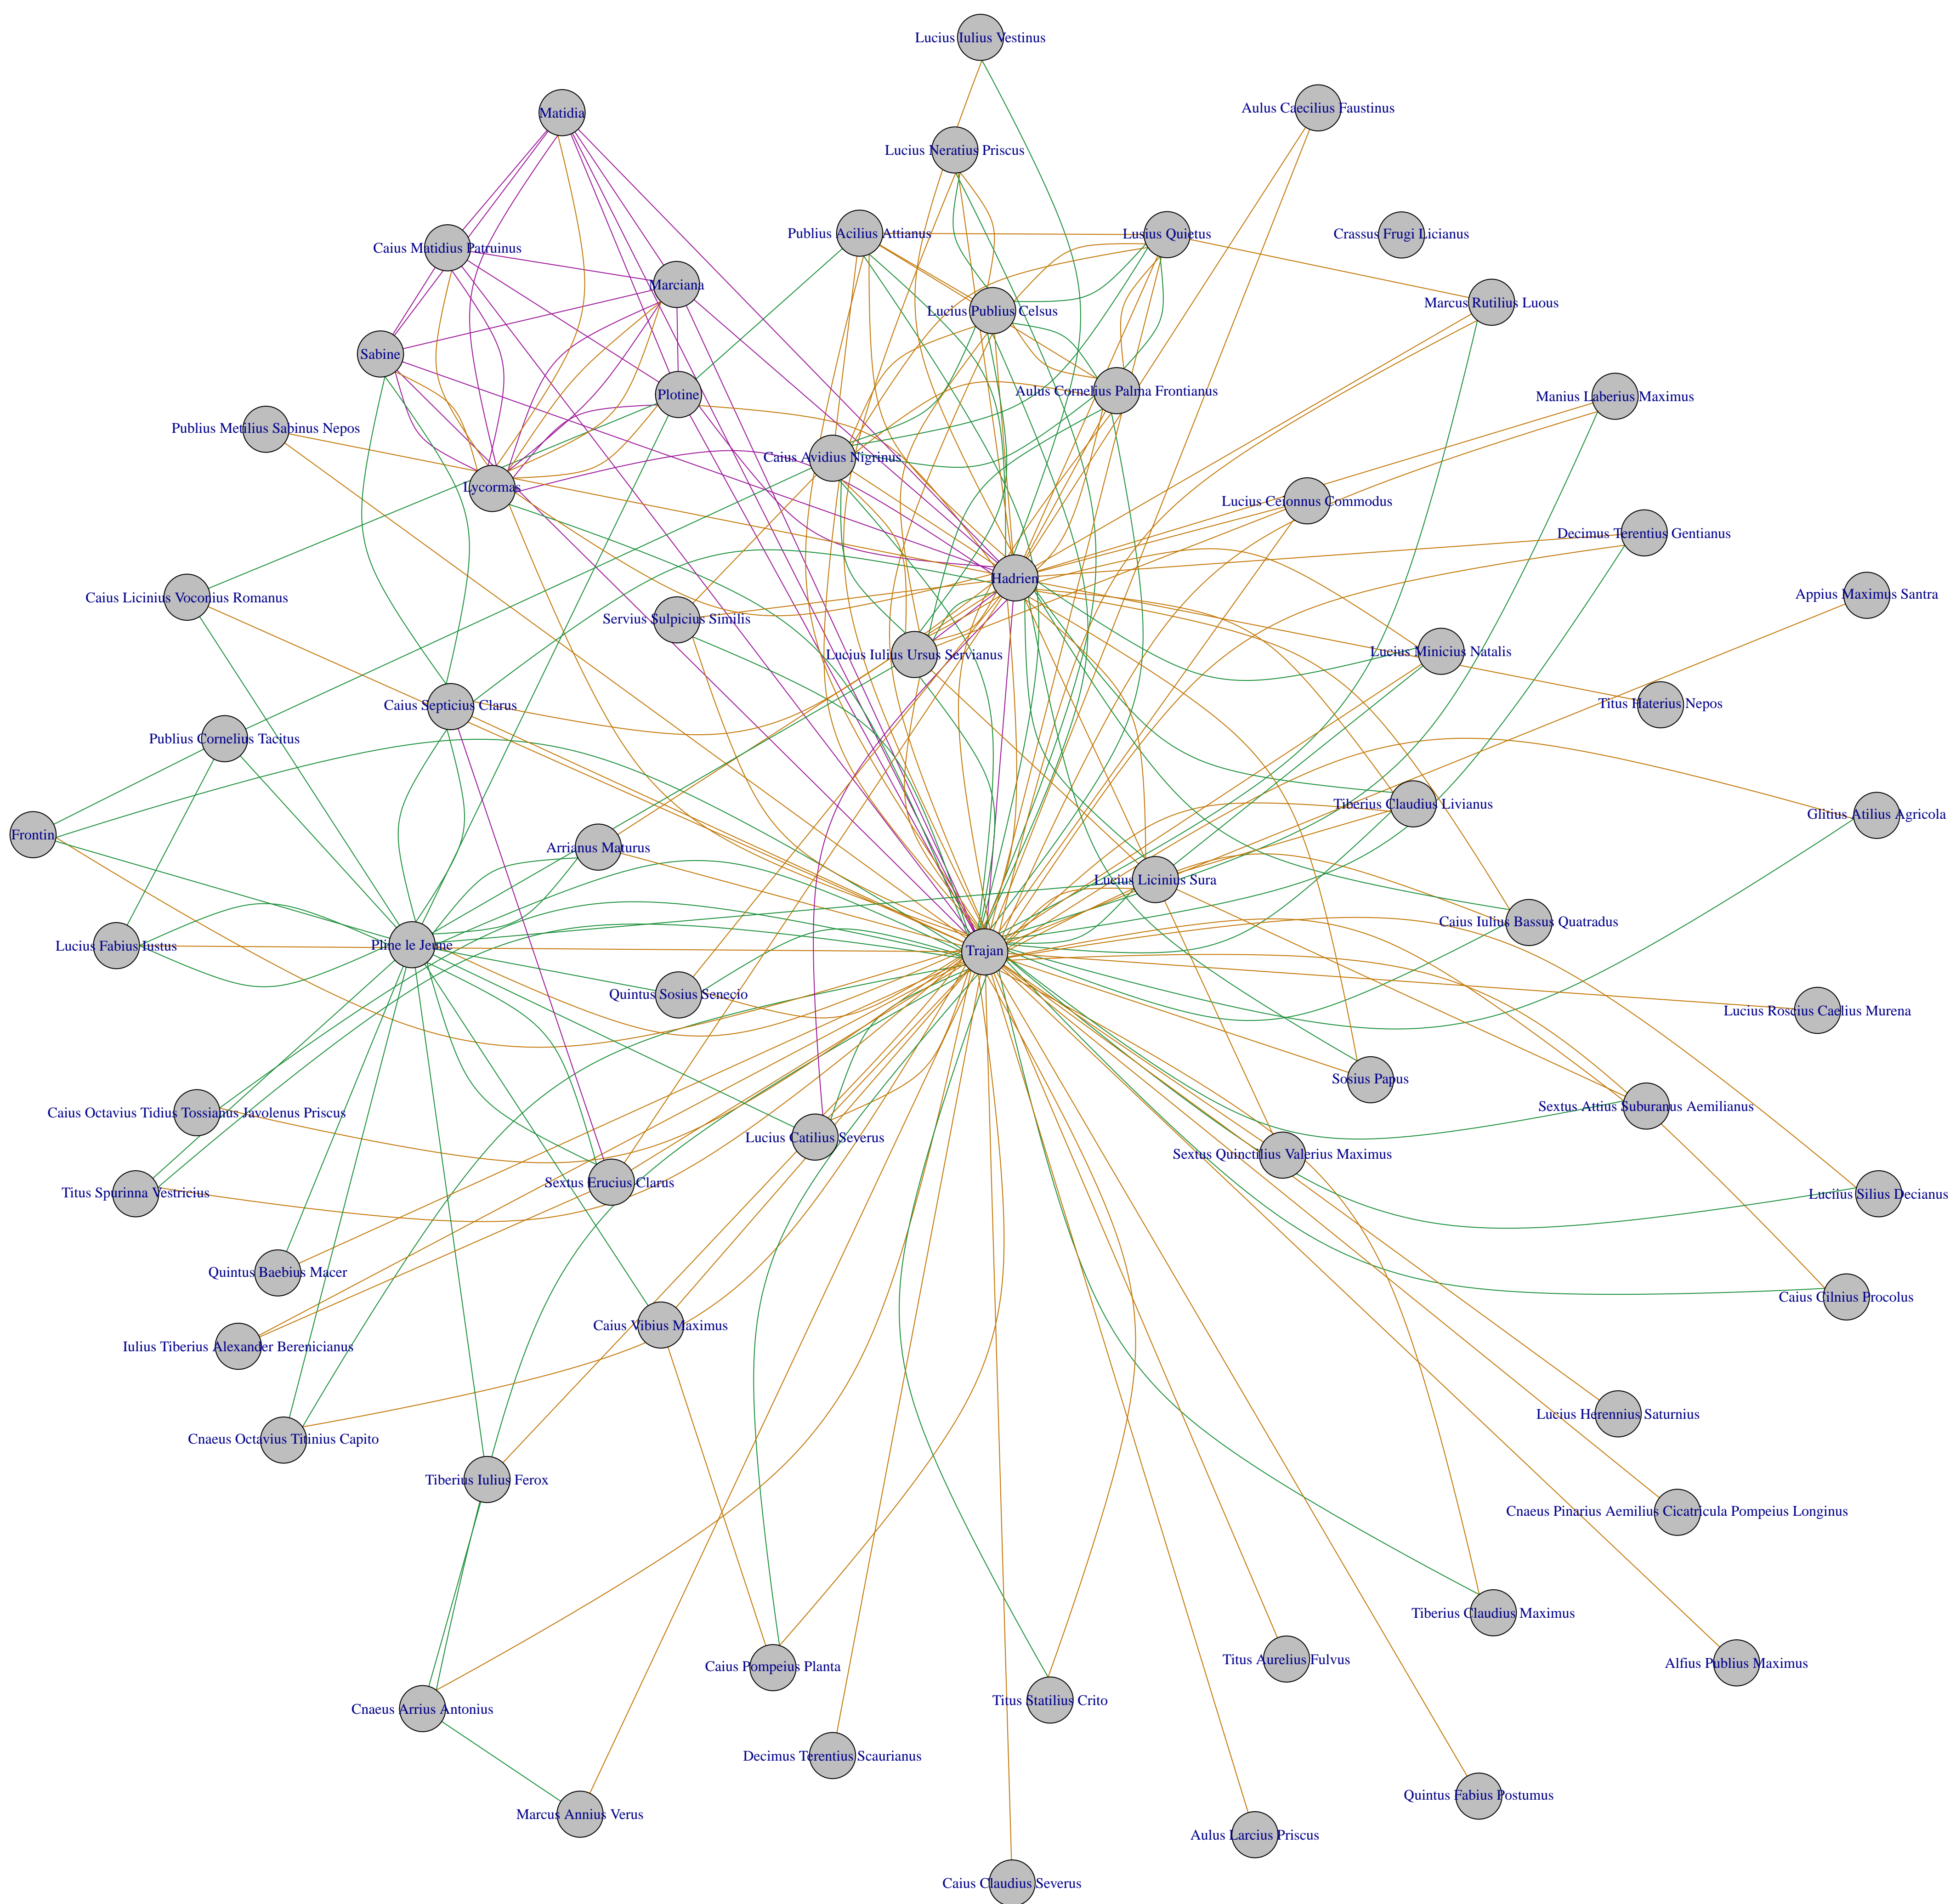 Lucius Iulius Vestinus
Aulus Caecilius Faustinus
Matidia
Lucius Neratius Priscus
Publius Acilius Attianus
Lusius Quietus
Crassus Frugi Licianus
Caius Matidius Patruinus
Marciana
Marcus Rutilius Luous
Lucius Publius Celsus
Sabine
Plotine
Aulus Cornelius Palma Frontianus
Manius Laberius Maximus
Publius Metilius Sabinus Nepos
Caius Avidius Nigrinus
Lycormas
Lucius Ceionnus Commodus
Decimus Terentius Gentianus
Hadrien
Caius Licinius Voconius Romanus
Appius Maximus Santra
Servius Sulpicius Similis
Lucius Iulius Ursus Servianus
Lucius Minicius Natalis
Caius Septicius Clarus
Titus Haterius Nepos
Publius Cornelius Tacitus
Tiberius Claudius Livianus
Glitius Atilius Agricola
Frontin
Arrianus Maturus
Lucius Licinius Sura
Caius Iulius Bassus Quatradus
Lucius Fabius Iustus
Pline le Jeune
Trajan
Quintus Sosius Senecio
Lucius Roscius Caelius Murena
Sosius Papus
Caius Octavius Tidius Tossianus Javolenus Priscus
Sextus Attius Suburanus Aemilianus
Lucius Catilius Severus
Sextus Quinctilius Valerius Maximus
Sextus Erucius Clarus
Titus Spurinna Vestricius
Luciius Silius Decianus
Quintus Baebius Macer
Caius Cilnius Procolus
Caius Vibius Maximus
Iulius Tiberius Alexander Berenicianus
Lucius Herennius Saturnius
Cnaeus Octavius Titinius Capito
Tiberius Iulius Ferox
Cnaeus Pinarius Aemilius Cicatricula Pompeius Longinus
Tiberius Claudius Maximus
Titus Aurelius Fulvus
Alfius Publius Maximus
Caius Pompeius Planta
Titus Statilius Crito
Cnaeus Arrius Antonius
Decimus Terentius Scaurianus
Quintus Fabius Postumus
Marcus Annius Verus
Aulus Larcius Priscus
Caius Claudius Severus